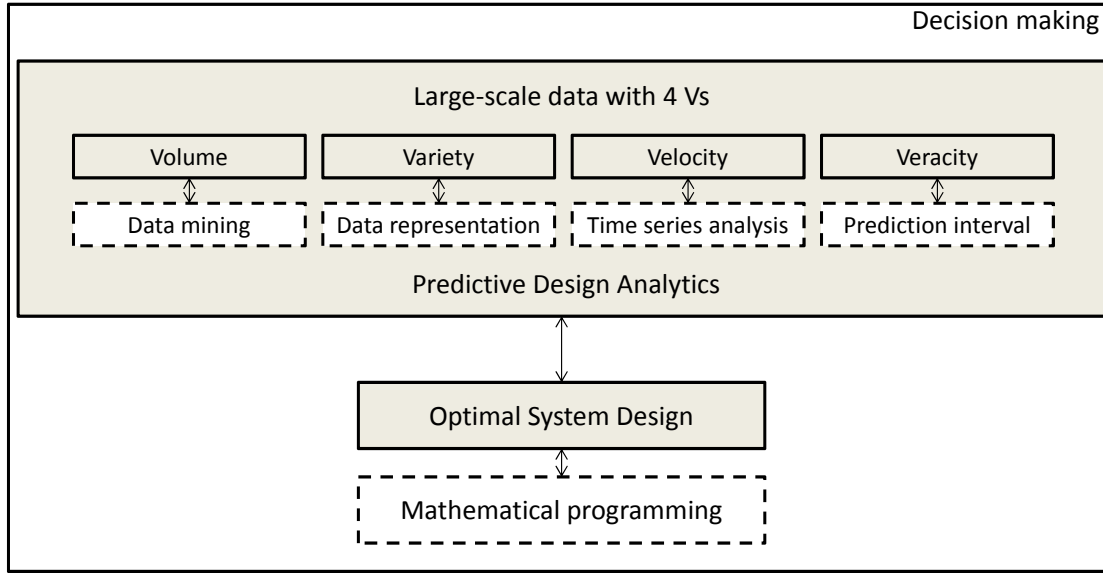 Decision making
Large-scale data with 4 Vs
Volume
Variety
Velocity
Veracity
Data mining
Data representation
Time series analysis
Prediction interval
Predictive Design Analytics
Optimal System Design
Mathematical programming